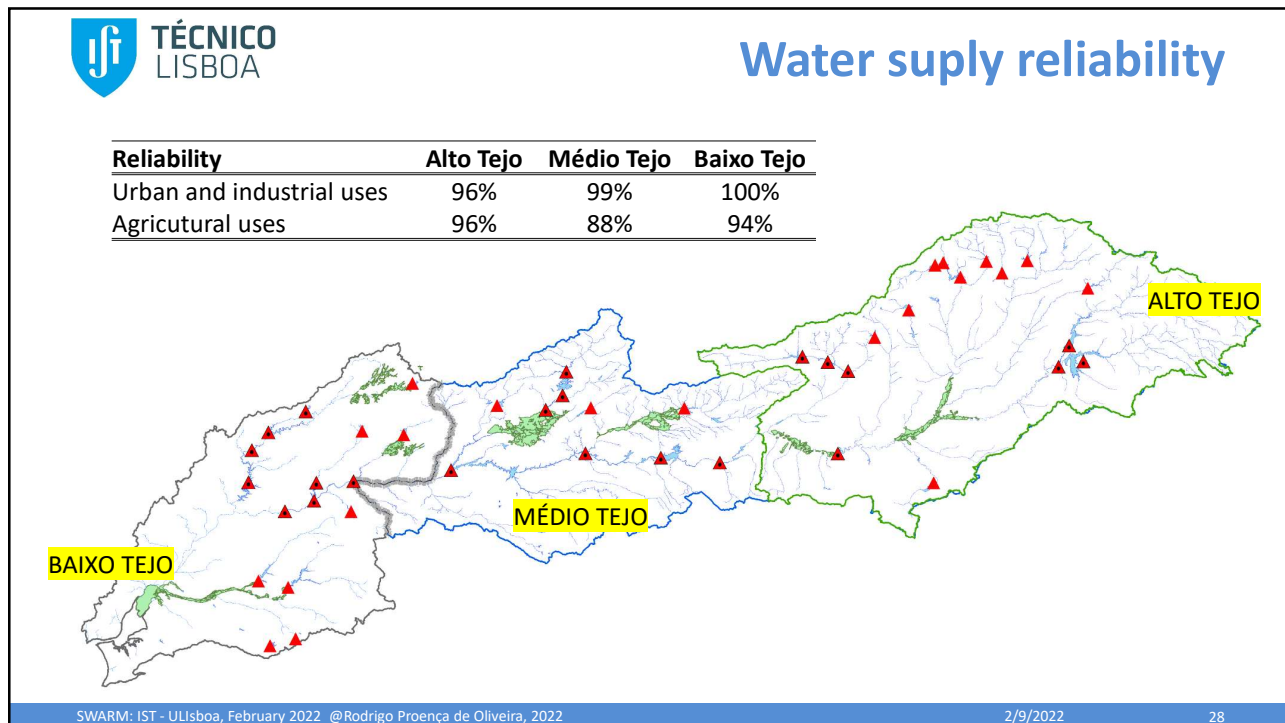 TÉCNICO
LISBOA
Water suply reliability
Reliability Alto Tejo Médio Tejo Baixo Tejo
Urban and industrial uses 96% 99% 100%
Agricutural uses 96% 88% 94%
ALTO TEJO
MÉDIO TEJO
BAIXO TEJO
SWARM: IST - ULIsboa, February 2022 @Rodrigo Proença de Oliveira, 2022 2/9/2022 28